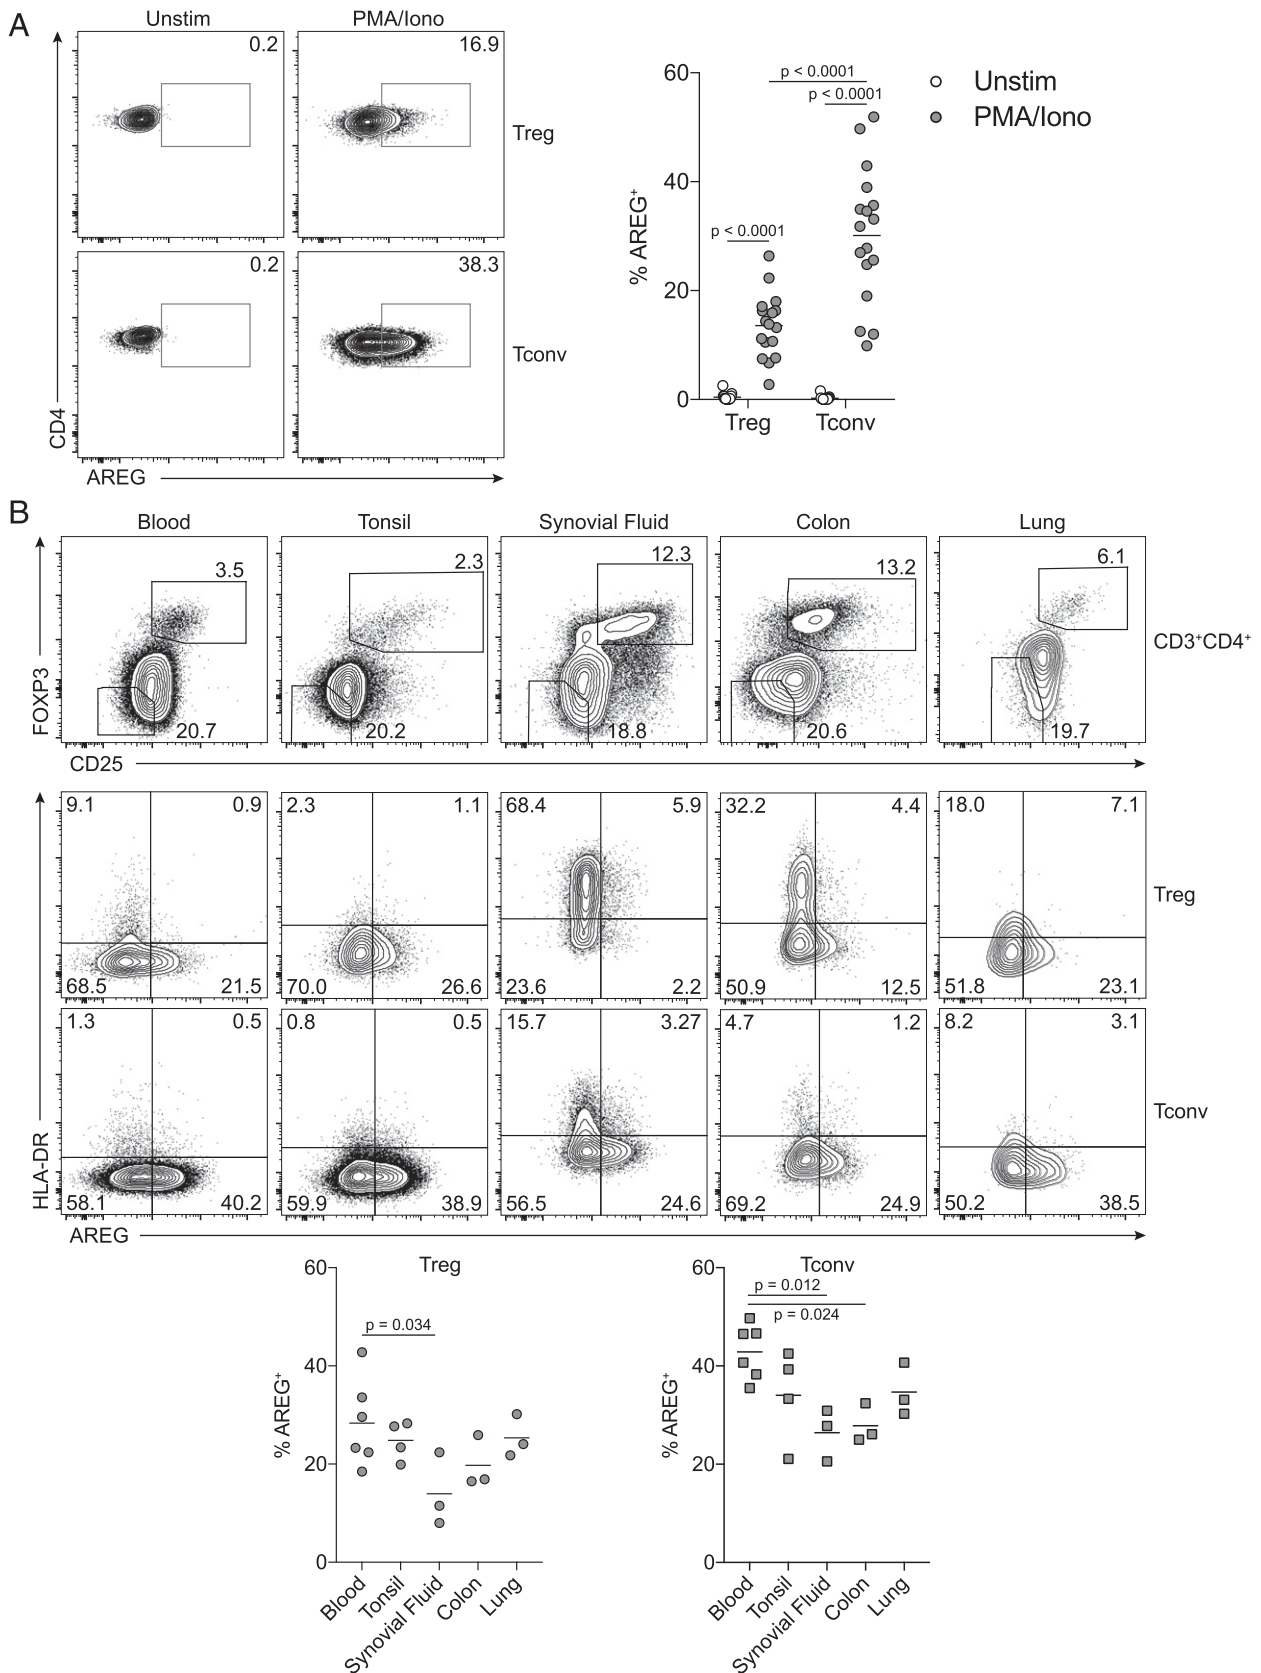 A
Unstim
PMA/Iono
0.2
16.9
Treg
0.2
38.3
Tconv
CD4
AREG
60
40
20
0
% AREG+
p < 0.0001
p < 0.0001
p < 0.0001
Treg
Tconv
Unstim
PMA/Iono
B
Blood
Tonsil
Synovial Fluid
Colon
Lung
3.5
2.3
12.3
13.2
6.1
CD3+CD4+
20.7
20.2
18.8
20.6
19.7
FOXP3
CD25
9.1 0.9
2.3 1.1
68.4 5.9
32.2 4.4
18.0 7.1
Treg
68.5 21.5
70.0 26.6
23.6 2.2
50.9 12.5
51.8 23.1
1.3 0.5
0.8 0.5
15.7 3.27
4.7 1.2
8.2 3.1
Tconv
58.1 40.2
59.9 38.9
56.5 24.6
69.2 24.9
50.2 38.5
HLA-DR
AREG
Treg
60
40
20
0
% AREG+
p = 0.034
Blood
Tonsil
Synovial Fluid
Colon
Lung
Tconv
60
40
20
0
% AREG+
p = 0.012
p = 0.024
Blood
Tonsil
Synovial Fluid
Colon
Lung